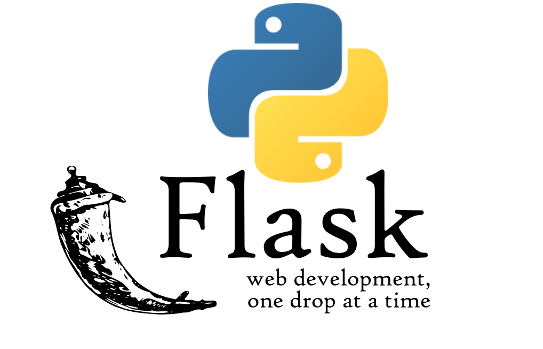 Flask
web development,
one drop at a time